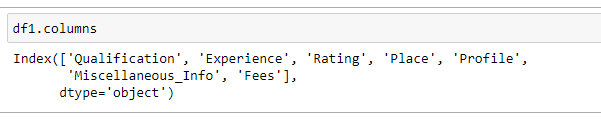 df1.columns
Index(['Qualification', 'Experience', 'Rating', 'Place', 'Profile',
'Miscellaneous_Info', 'Fees'],
dtype='object')